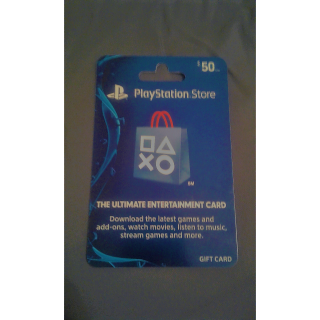 $50
PlayStation Store
THE ULTIMATE ENTERTAINMENT CARD
Download the latest games and
add-ons, watch movies, listen to music,
stream games and more.
GIFT CARD